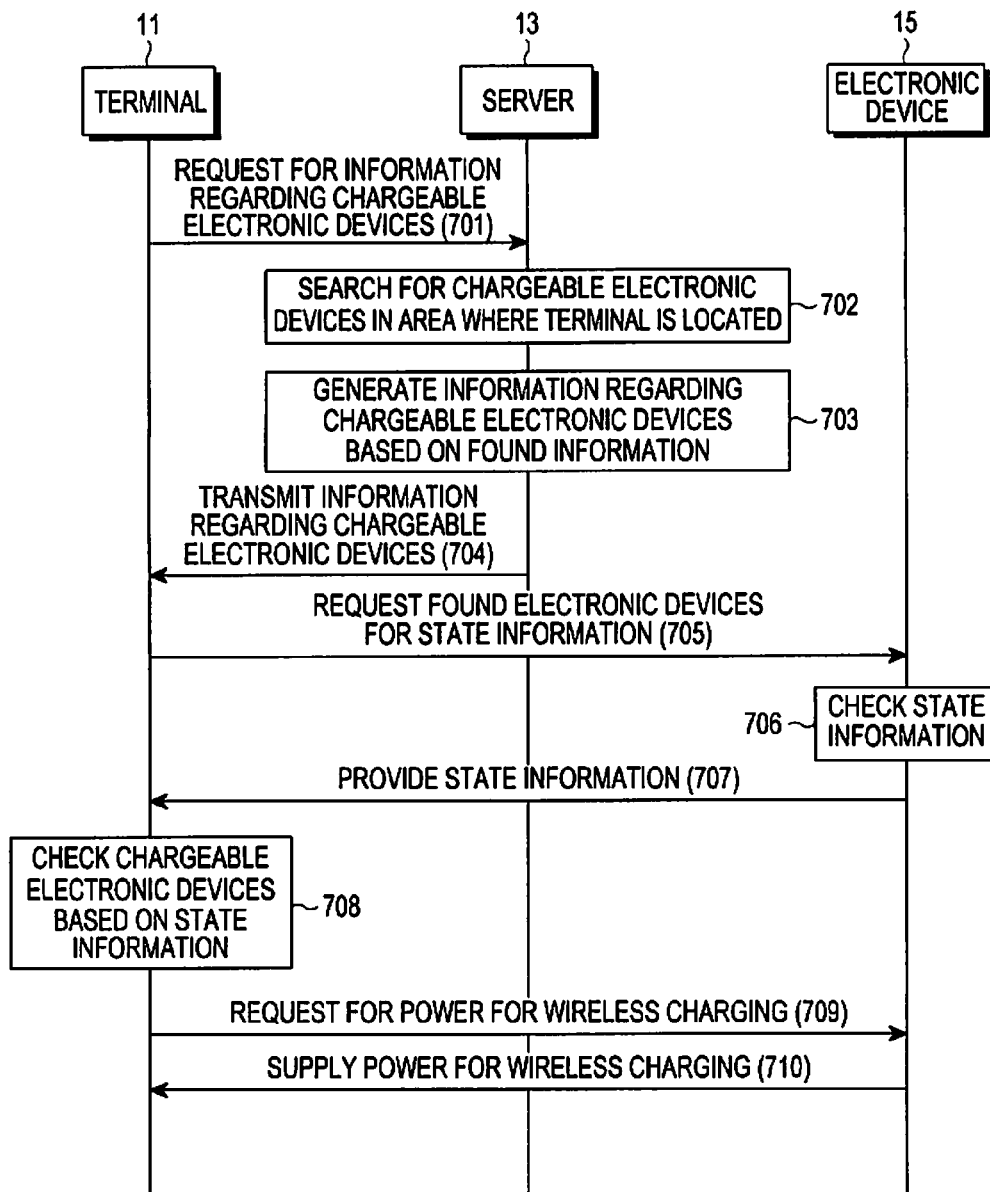 11
13
15
TERMINAL
SERVER
ELECTRONIC
DEVICE
REQUEST FOR INFORMATION
REGARDING CHARGEABLE
ELECTRONIC DEVICES (701)
SEARCH FOR CHARGEABLE ELECTRONIC
DEVICES IN AREA WHERE TERMINAL IS LOCATED
702
GENERATE INFORMATION REGARDING
CHARGEABLE ELECTRONIC DEVICES
BASED ON FOUND INFORMATION
703
TRANSMIT INFORMATION
REGARDING CHARGEABLE
ELECTRONIC DEVICES (704)
REQUEST FOUND ELECTRONIC DEVICES
FOR STATE INFORMATION (705)
706
CHECK STATE
INFORMATION
PROVIDE STATE INFORMATION (707)
CHECK CHARGEABLE
ELECTRONIC DEVICES
BASED ON STATE
INFORMATION
708
REQUEST FOR POWER FOR WIRELESS CHARGING (709)
SUPPLY POWER FOR WIRELESS CHARGING (710)